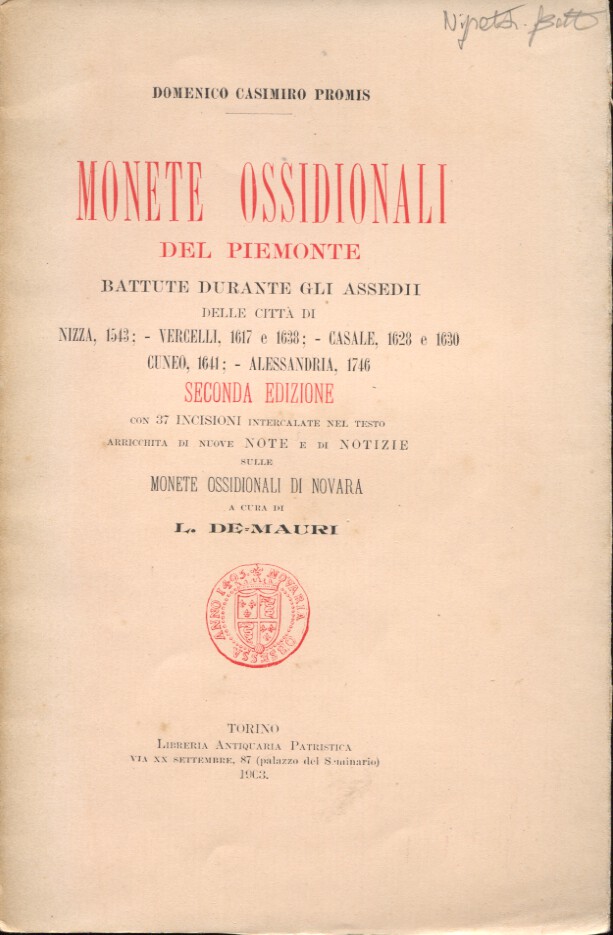 DOMENICO CASIMIRO PROMIS
MONETE OSSIDIONALI
DEL PIEMONTE
BATTUTE DURANTE GLI ASSEDII
DELLE CITTÀ DI
NIZZA, 1543; - VERCELLI, 1617 e 1638; - CASALE, 1628 e 1630
CUNEO, 1641; - ALESSANDRIA, 1746
SECONDA EDIZIONE
CON 37 INCISIONI INTERCALATE NEL TESTO
ARRICCHITA DI NUOVE NOTE E DI NOTIZIE
SULLE
MONETE OSSIDIONALI DI NOVARA
A CURA DI
L. DE-MAURI
NOVARIA
OBSESSA
ANNO
TORINO
LIBRERIA ANTIQUARIA PATRISTICA
VIA XX SETTEMBRE, 87 (palazzo del Seminario)
1903.